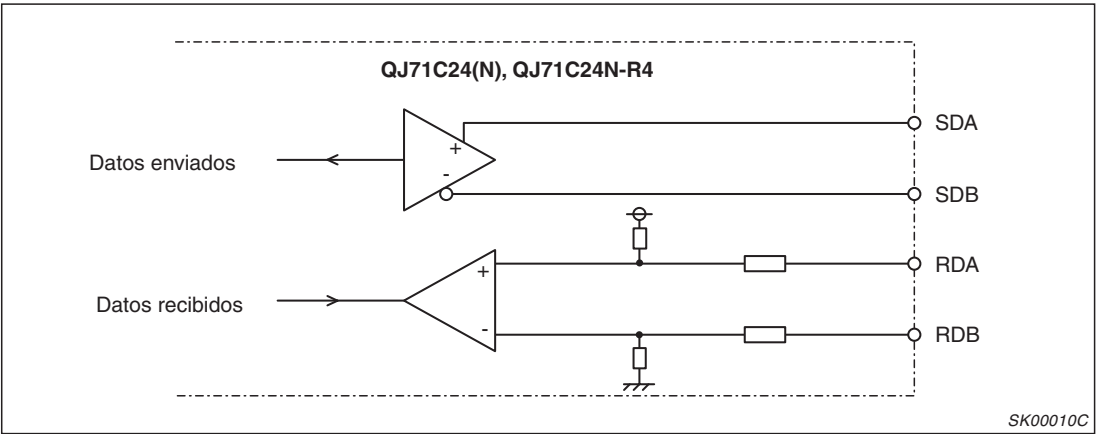 QJ71C24(N), QJ71C24N-R4
SDA
+
Datos enviados
-
SDB
RDA
+
Datos recibidos
-
RDB
SK00010C